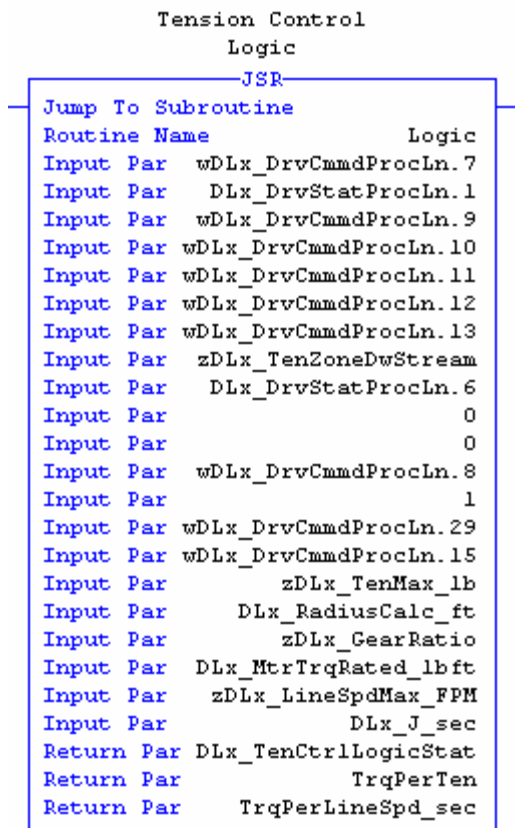 Tension Control
Logic
JSR
Jump To Subroutine
Routine Name Logic
Input Par wDLx_DrvCmmdProcLn.7
Input Par DLx_DrvStatProcLn.1
Input Par wDLx_DrvCmmdProcLn.9
Input Par wDLx_DrvCmmdProcLn.10
Input Par wDLx_DrvCmmdProcLn.11
Input Par wDLx_DrvCmmdProcLn.12
Input Par wDLx_DrvCmmdProcLn.13
Input Par zDLx_TenZoneDwStream
Input Par DLx_DrvStatProcLn.6
Input Par 0
Input Par 0
Input Par wDLx_DrvCmmdProcLn.8
Input Par 1
Input Par wDLx_DrvCmmdProcLn.29
Input Par wDLx_DrvCmmdProcLn.15
Input Par zDLx_TenMax_lb
Input Par DLx_RadiusCalc_ft
Input Par zDLx_GearRatio
Input Par DLx_MtrTrqRated_lbft
Input Par zDLx_LineSpdMax_FPM
Input Par DLx_J_sec
Return Par DLx_TenCtrlLogicStat
Return Par TrqPerTen
Return Par TrqPerLineSpd_sec